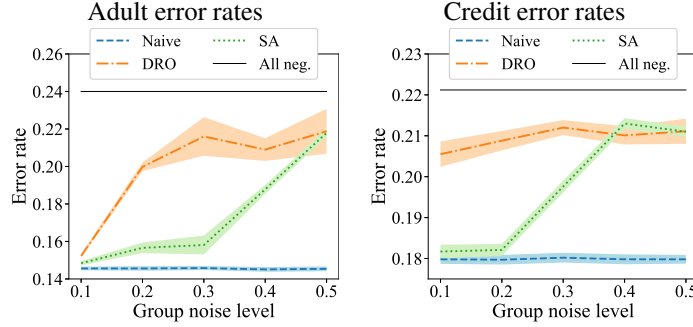 Adult error rates
0.26
Naive
DRO
SA
All neg.
0.24
0.22
0.20
0.18
0.16
0.14
Error rate
0.1
0.2
0.3
0.4
0.5
Group noise level
Credit error rates
0.23
Naive
DRO
SA
All neg.
0.22
0.21
0.20
0.19
0.18
Error rate
0.1
0.2
0.3
0.4
0.5
Group noise level